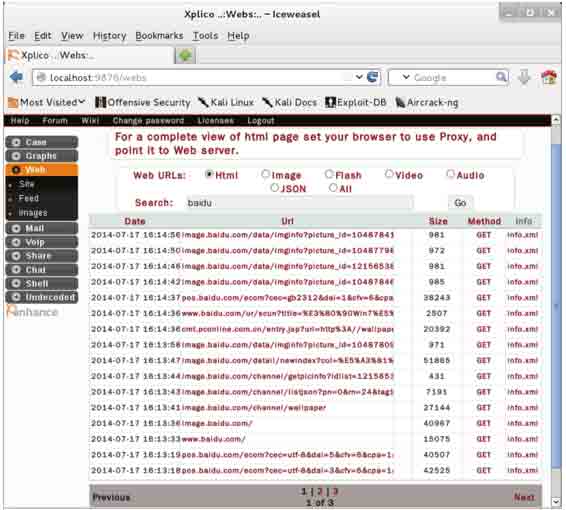 Xplico ..:Webs:.. – Iceweasel
File Edit View History Bookmarks Tools Help
Xplico ..:Webs:..
localhost:9876/webs
Google
Most Visited Offensive Security Kali Linux Kali Docs Exploit-DB Aircrack-ng
Help Forum Wiki Change password Licenses Logout
Case
Graphs
Web
Site
Feed
Images
Mail
Voip
Share
Chat
Shell
Undecoded
For a complete view of html page set your browser to use Proxy, and
point it to Web server.
Web URLs: Html Image Flash Video Audio
JSON All
Search: baidu Go
Date Url Size Method Info
2014-07-17 16:14:56 image.baidu.com/data/imginfo?picture_id=10487841 981 GET info.xml
2014-07-17 16:14:50 image.baidu.com/data/imginfo?picture_id=10487796 972 GET info.xml
2014-07-17 16:14:46 image.baidu.com/data/imginfo?picture_id=12156538 981 GET info.xml
2014-07-17 16:14:42 image.baidu.com/data/imginfo?picture_id=10487846 985 GET info.xml
2014-07-17 16:14:37 pos.baidu.com/ecom?cec=gb2312&dai=1&cfv=6&cpa 38243 GET info.xml
2014-07-17 16:14:36 www.baidu.com/ur/scun?title=%E3%80%90Win7%E5% 2507 GET info.xml
2014-07-17 16:14:36 cmt.pconline.com.cn/entry.jsp?url=http%3A//wallpape 20392 GET info.xml
2014-07-17 16:13:58 image.baidu.com/data/imginfo?picture_id=10487809 971 GET info.xml
2014-07-17 16:13:47 image.baidu.com/detail/newindex?col=%E5%A3%81% 51865 GET info.xml
2014-07-17 16:13:44 image.baidu.com/channel/getpicinfo?idlist=1215653 431 GET info.xml
2014-07-17 16:13:43 image.baidu.com/channel/listjson?pn=0&rn=24&tag1 7191 GET info.xml
2014-07-17 16:13:41 image.baidu.com/channel/wallpaper 27144 GET info.xml
2014-07-17 16:13:36 image.baidu.com/ 40967 GET info.xml
2014-07-17 16:13:33 www.baidu.com/ 15075 GET info.xml
2014-07-17 16:13:19 pos.baidu.com/ecom?cec=utf-8&dai=5&cfv=6&cpa=1 40507 GET info.xml
2014-07-17 16:13:18 pos.baidu.com/ecom?cec=utf-8&dai=3&cfv=6&cpa=1 42525 GET info.xml
Previous 1 | 2 | 3 Next
1 of 3